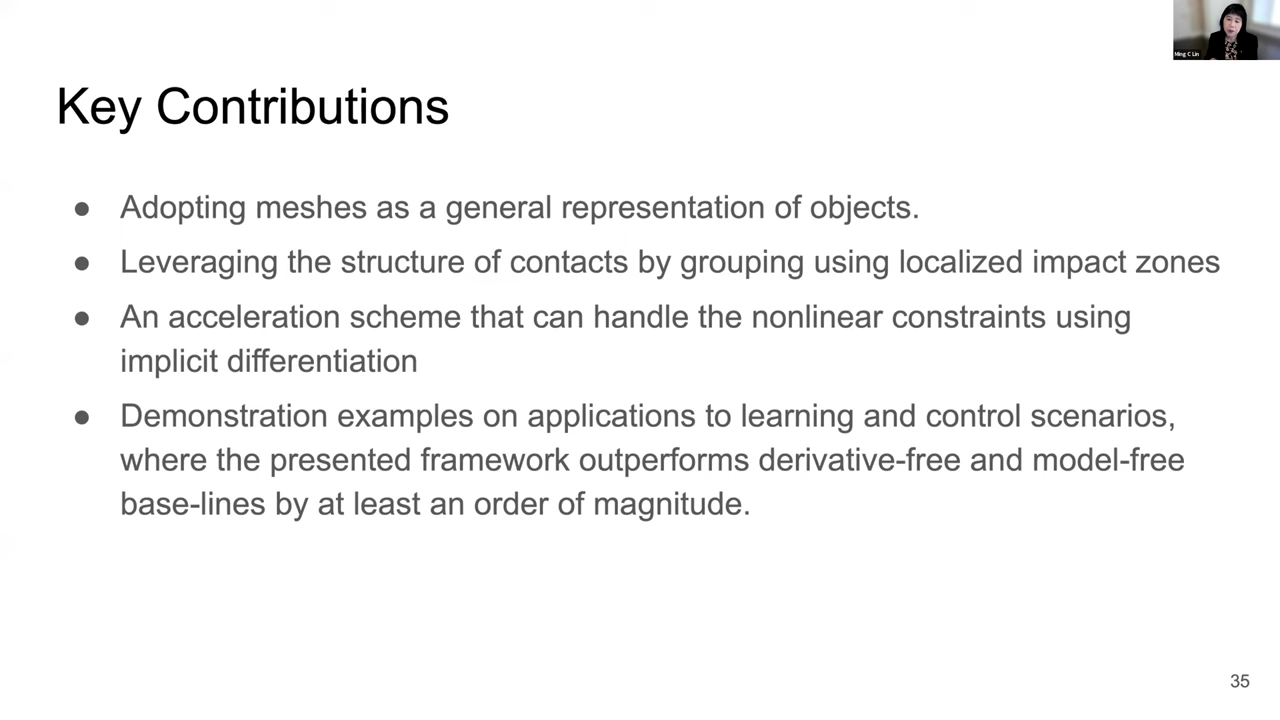 Ming C Lin
Key Contributions
● Adopting meshes as a general representation of objects.
● Leveraging the structure of contacts by grouping using localized impact zones
● An acceleration scheme that can handle the nonlinear constraints using
implicit differentiation
● Demonstration examples on applications to learning and control scenarios,
where the presented framework outperforms derivative-free and model-free
base-lines by at least an order of magnitude.
35